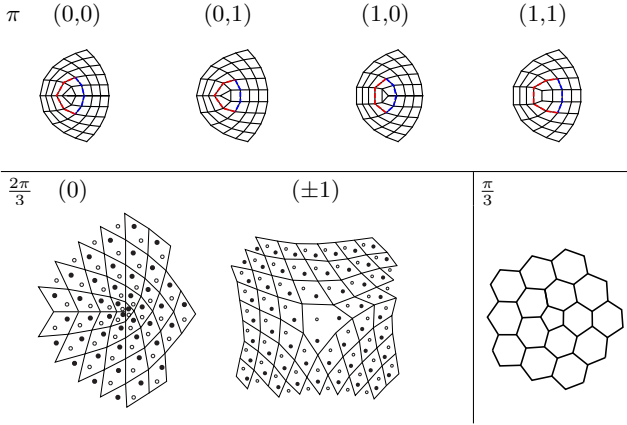 π (0,0) (0,1) (1,0) (1,1)
2π/3 (0) (±1) π/3